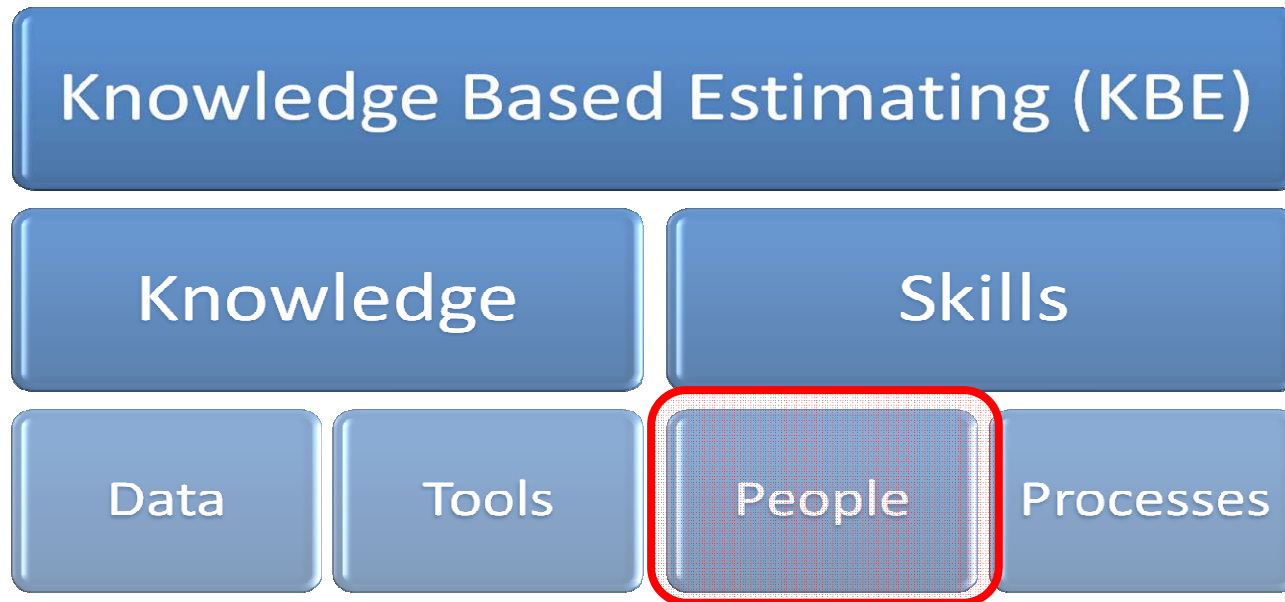 Knowledge Based Estimating (KBE)
Knowledge
Skills
Data
Tools
People
Processes